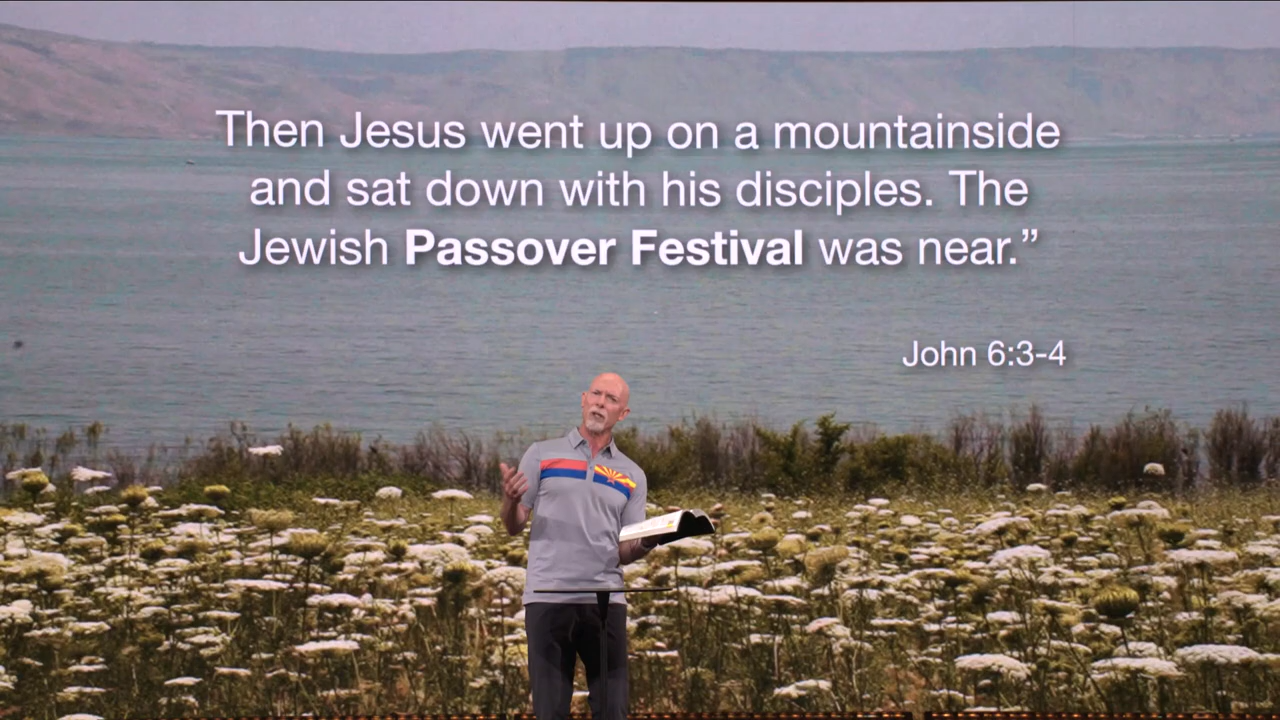 Then Jesus went up on a mountainside
and sat down with his disciples. The
Jewish Passover Festival was near.”
John 6:3-4